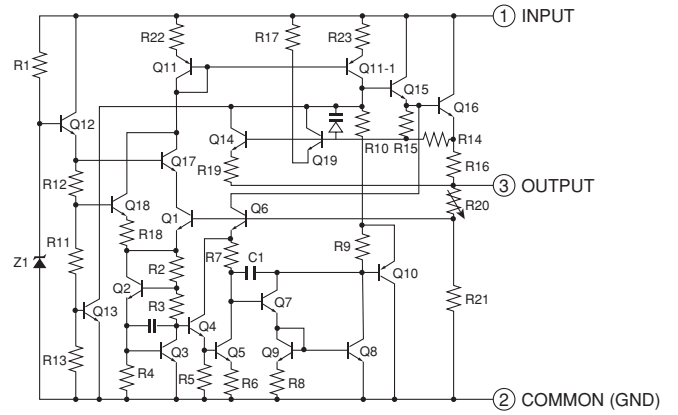 1 INPUT
R22
R17
R23
R1
Q11
Q11-1
Q15
Q16
Q12
Q14
Q19
R10
R15
R14
Q17
R19
R16
3 OUTPUT
R12
Q18
Q1
Q6
R20
R18
R11
R9
Z1
R2
R7
C1
Q10
Q2
R3
Q7
R21
Q13
Q4
R13
R4
Q3
R5
Q5
R6
Q9
R8
Q8
2 COMMON (GND)